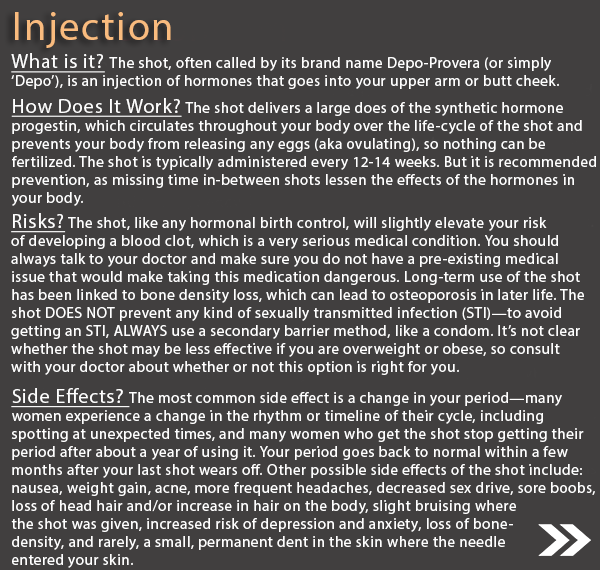 Injection
What is it? The shot, often called by its brand name Depo-Provera (or simply
‘Depo’), is an injection of hormones that goes into your upper arm or butt cheek.
How Does It Work? The shot delivers a large does of the synthetic hormone
progestin, which circulates throughout your body over the life-cycle of the shot and
prevents your body from releasing any eggs (aka ovulating), so nothing can be
fertilized. The shot is typically administered every 12-14 weeks. But it is recommended
prevention, as missing time in-between shots lessen the effects of the hormones in
your body.
Risks? The shot, like any hormonal birth control, will slightly elevate your risk
of developing a blood clot, which is a very serious medical condition. You should
always talk to your doctor and make sure you do not have a pre-existing medical
issue that would make taking this medication dangerous. Long-term use of the shot
has been linked to bone density loss, which can lead to osteoporosis in later life. The
shot DOES NOT prevent any kind of sexually transmitted infection (STI)—to avoid
getting an STI, ALWAYS use a secondary barrier method, like a condom. It’s not clear
whether the shot may be less effective if you are overweight or obese, so consult
with your doctor about whether or not this option is right for you.
Side Effects? The most common side effect is a change in your period—many
women experience a change in the rhythm or timeline of their cycle, including
spotting at unexpected times, and many women who get the shot stop getting their
period after about a year of using it. Your period goes back to normal within a few
months after your last shot wears off. Other possible side effects of the shot include:
nausea, weight gain, acne, more frequent headaches, decreased sex drive, sore boobs,
loss of head hair and/or increase in hair on the body, slight bruising where
the shot was given, increased risk of depression and anxiety, loss of bone-
density, and rarely, a small, permanent dent in the skin where the needle
entered your skin.